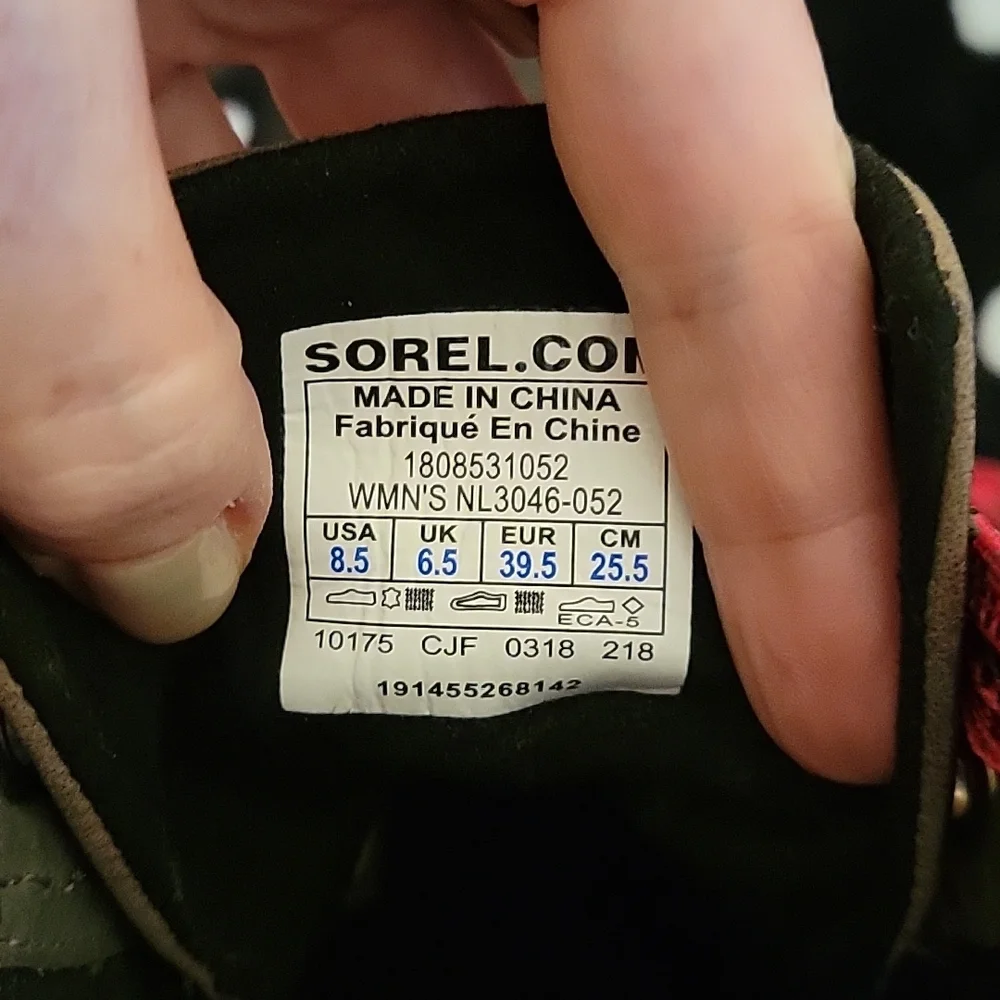 SOREL.COM
MADE IN CHINA
Fabriqué En Chine
1808531052
WMN'S NL3046-052
USA UK EUR CM
8.5 6.5 39.5 25.5
ECA-5
10175 CJF 0318 218
191455268142